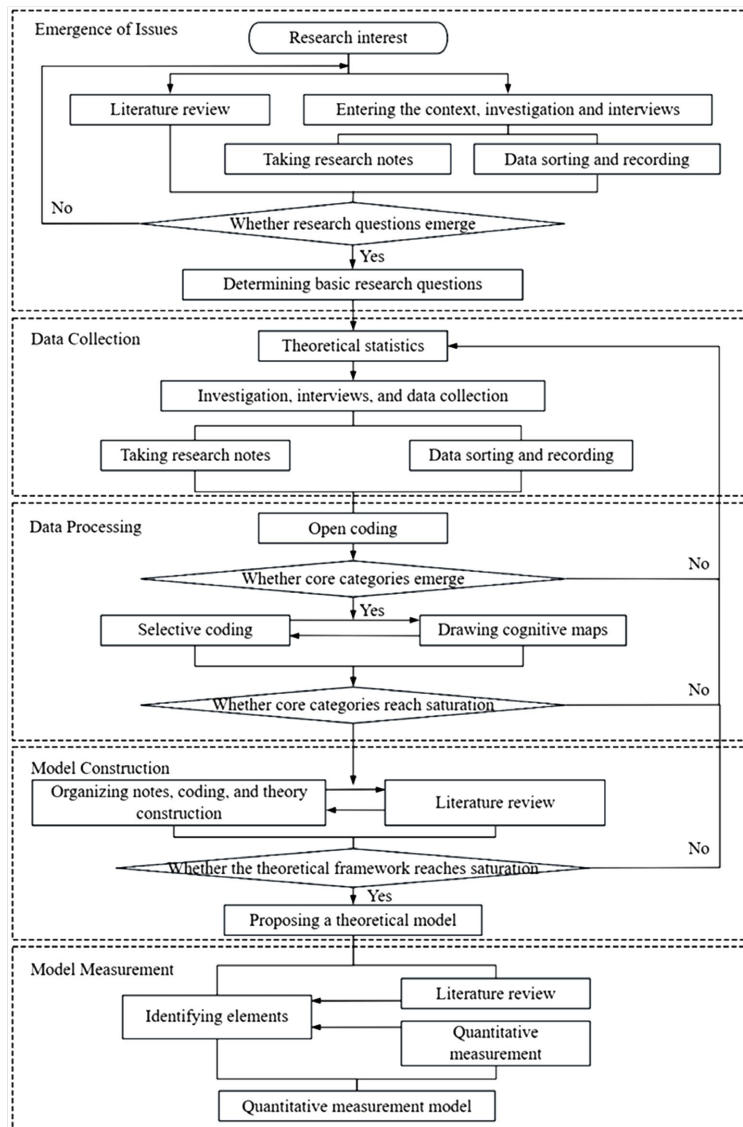 Emergence of Issues
Research interest
Literature review
Entering the context, investigation and interviews
Taking research notes
Data sorting and recording
No
Whether research questions emerge
Yes
Determining basic research questions
Data Collection
Theoretical statistics
Investigation, interviews, and data collection
Taking research notes
Data sorting and recording
Data Processing
Open coding
Whether core categories emerge
No
Yes
Selective coding
Drawing cognitive maps
Whether core categories reach saturation
No
Model Construction
Organizing notes, coding, and theory
construction
Literature review
Whether the theoretical framework reaches saturation
No
Yes
Proposing a theoretical model
Model Measurement
Literature review
Identifying elements
Quantitative
measurement
Quantitative measurement model